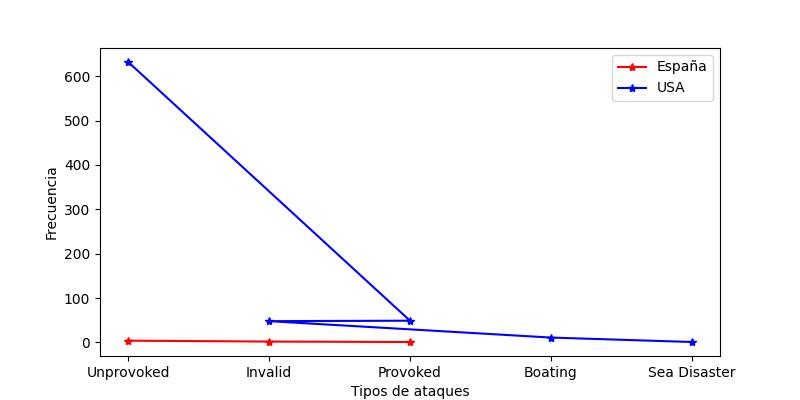 España
USA
Frecuencia
600
500
400
300
200
100
0
Unprovoked
Invalid
Provoked
Boating
Sea Disaster
Tipos de ataques